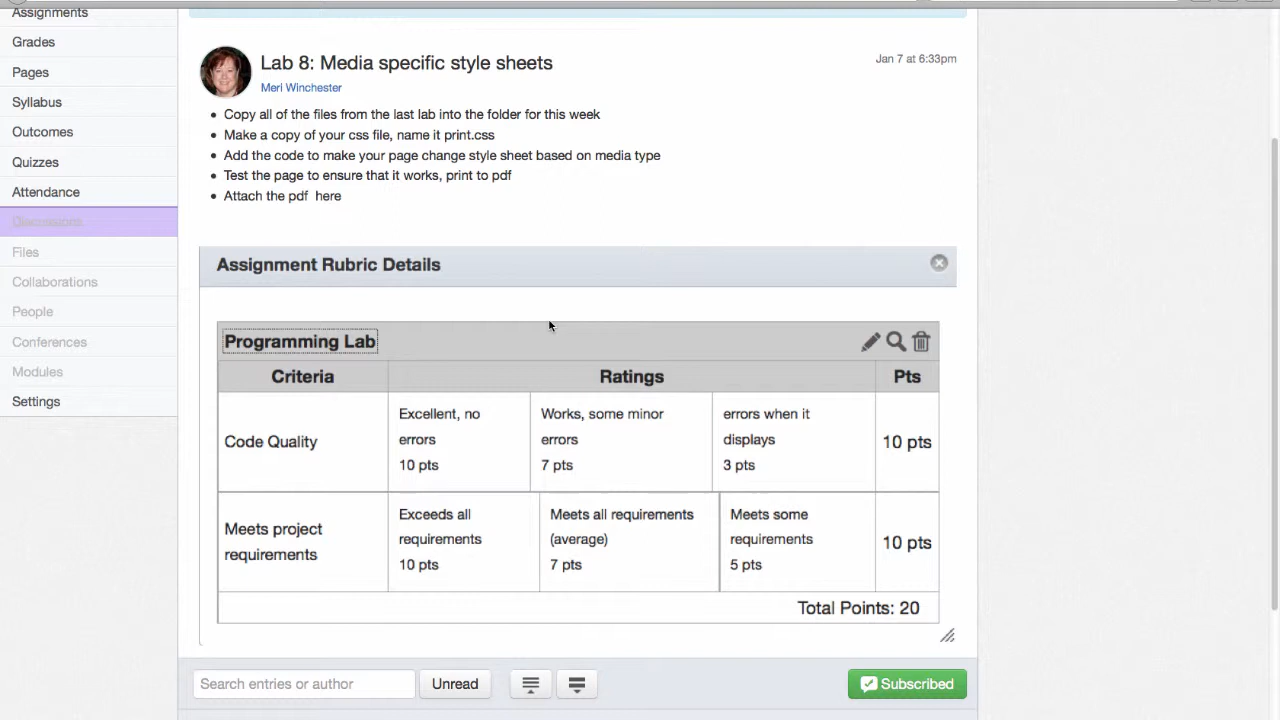 Assignments
Grades
Pages
Syllabus
Outcomes
Quizzes
Attendance
Discussions
Files
Collaborations
People
Conferences
Modules
Settings
Lab 8: Media specific style sheets
Jan 7 at 6:33pm
Meri Winchester
Copy all of the files from the last lab into the folder for this week
Make a copy of your css file, name it print.css
Add the code to make your page change style sheet based on media type
Test the page to ensure that it works, print to pdf
Attach the pdf here
Assignment Rubric Details
Programming Lab
Criteria Ratings Pts
Code Quality
Excellent, no
errors
10 pts
Works, some minor
errors
7 pts
errors when it
displays
3 pts
10 pts
Meets project
requirements
Exceeds all
requirements
10 pts
Meets all requirements
(average)
7 pts
Meets some
requirements
5 pts
10 pts
Total Points: 20
Search entries or author
Unread
Subscribed